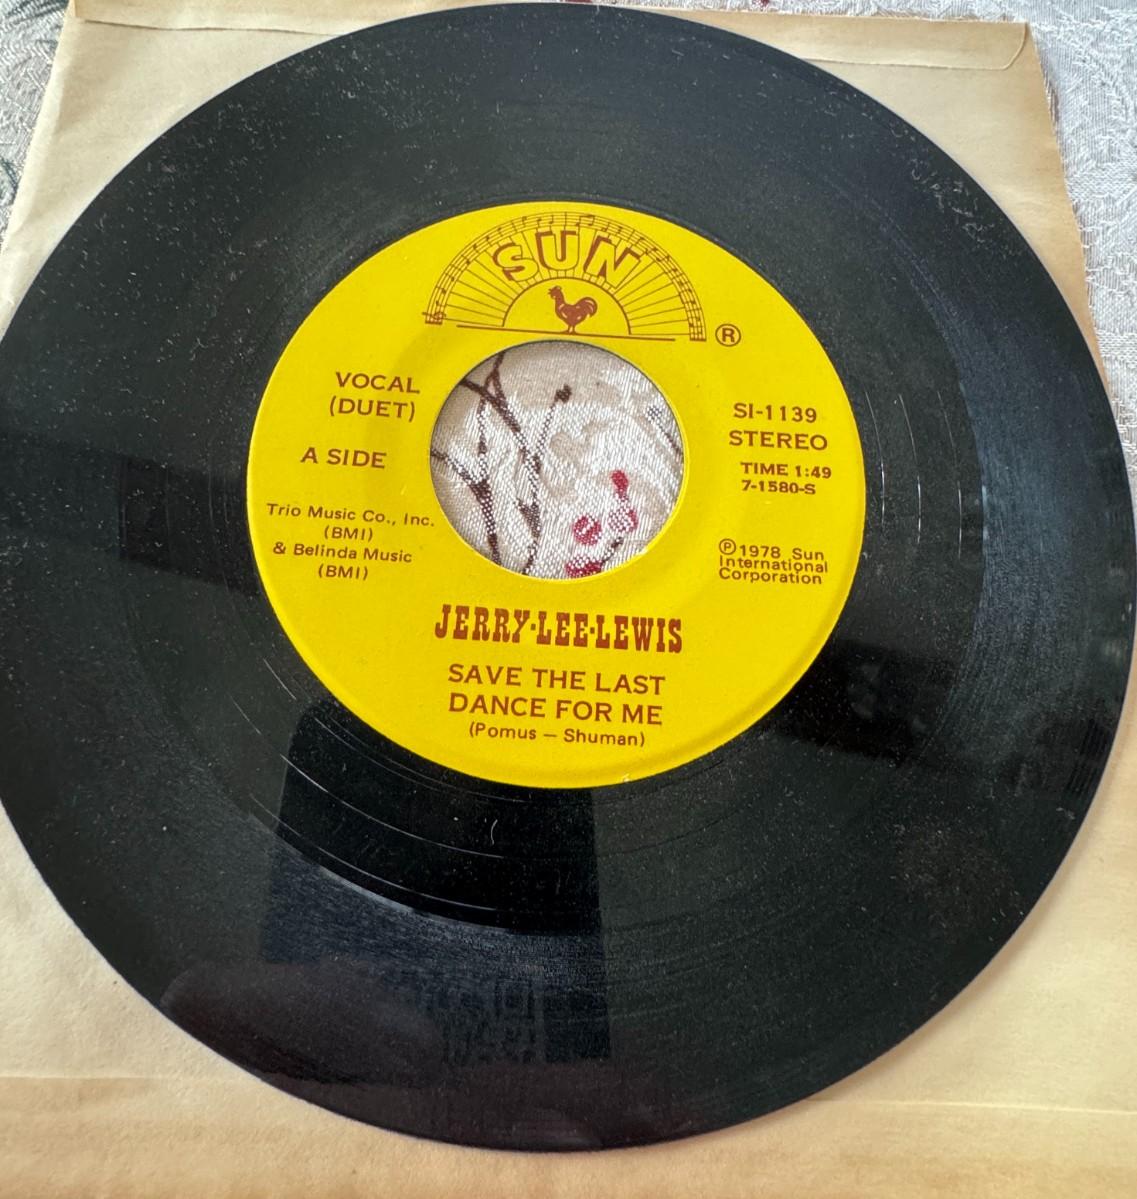 SUN
®
VOCAL
(DUET)
A SIDE
Trio Music Co., Inc.
(BMI)
& Belinda Music
(BMI)
SI-1139
STEREO
TIME 1:49
7-1580-S
℗1978 Sun
International
Corporation
JERRY·LEE·LEWIS
SAVE THE LAST
DANCE FOR ME
(Pomus — Shuman)